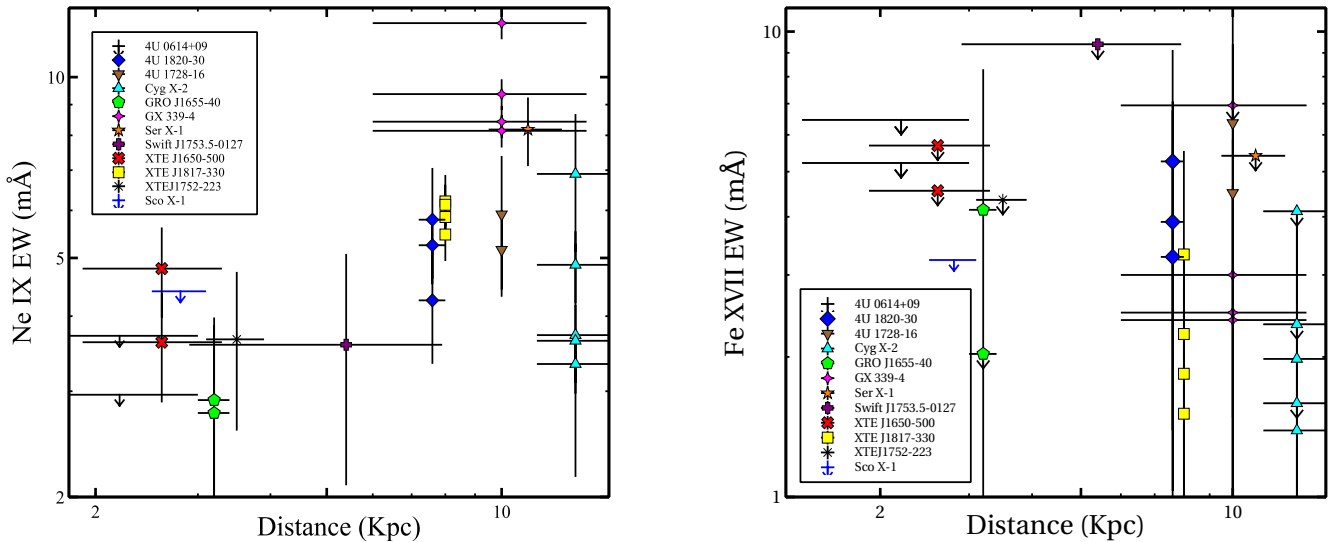 Ne IX EW (mÅ)
10
5
2
4U 0614+09
4U 1820-30
4U 1728-16
Cyg X-2
GRO J1655-40
GX 339-4
Ser X-1
Swift J1753.5-0127
XTE J1650-500
XTE J1817-330
XTEJ1752-223
Sco X-1
2
10
Distance (Kpc)
Fe XVII EW (mÅ)
10
1
4U 0614+09
4U 1820-30
4U 1728-16
Cyg X-2
GRO J1655-40
GX 339-4
Ser X-1
Swift J1753.5-0127
XTE J1650-500
XTE J1817-330
XTEJ1752-223
Sco X-1
2
10
Distance (Kpc)